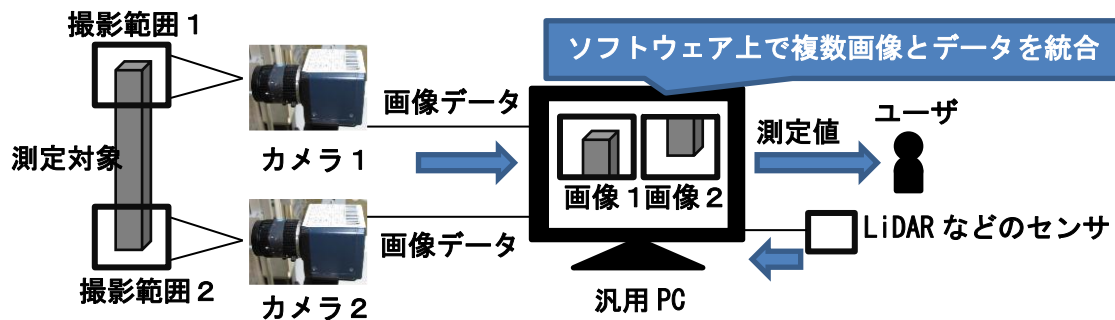 撮影範囲１
ソフトウェア上で複数画像とデータを統合
画像データ
測定値
ユーザ
測定対象
カメラ１
画像１
画像２
画像データ
LiDARなどのセンサ
撮影範囲２
カメラ２
汎用PC